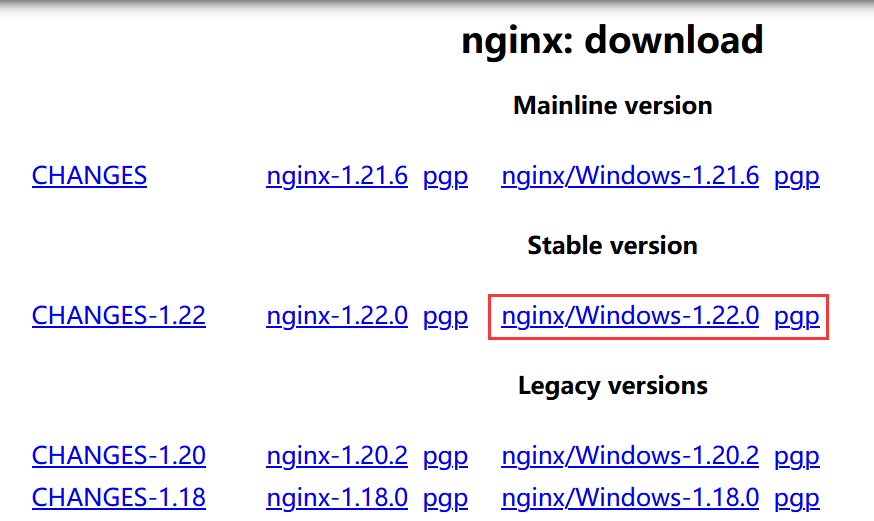 nginx: download
Mainline version
CHANGES nginx-1.21.6 pgp nginx/Windows-1.21.6 pgp
Stable version
CHANGES-1.22 nginx-1.22.0 pgp nginx/Windows-1.22.0 pgp
Legacy versions
CHANGES-1.20 nginx-1.20.2 pgp nginx/Windows-1.20.2 pgp
CHANGES-1.18 nginx-1.18.0 pgp nginx/Windows-1.18.0 pgp